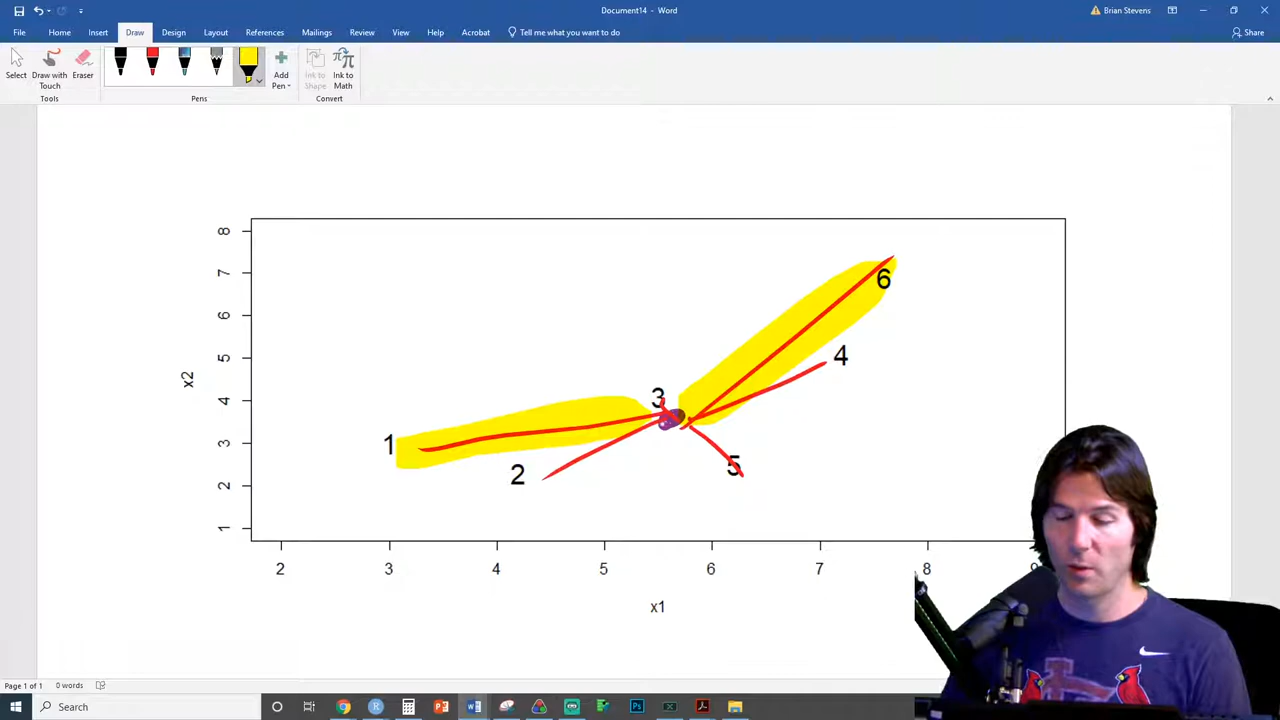 Document14 - Word
Brian Stevens
File Home Insert Draw Design Layout References Mailings Review View Help Acrobat Tell me what you want to do Share
Select Draw with Touch Eraser Add Pen Ink to Shape Ink to Math
Tools Pens Convert
8
7
6
5
4
3
2
1
x2
6
4
3
1
2
5
2 3 4 5 6 7 8
x1
Page 1 of 1 0 words
Search